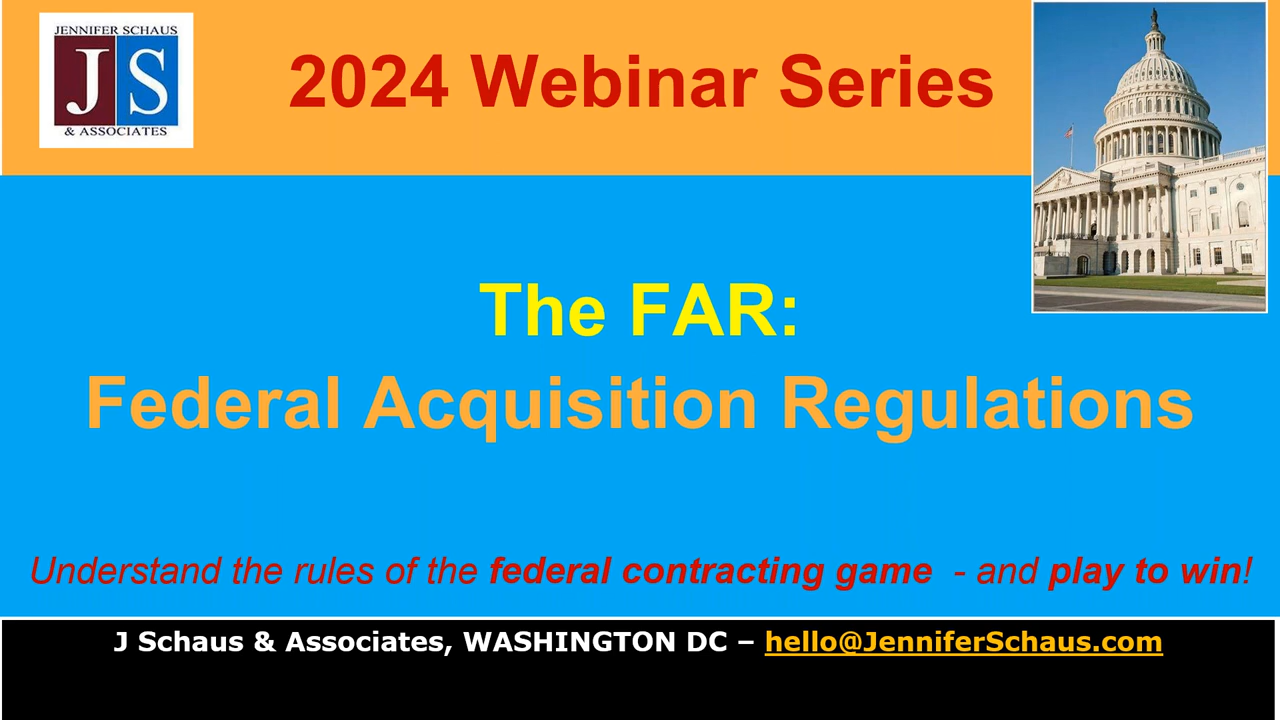 JENNIFER SCHAUS
JS
& ASSOCIATES
2024 Webinar Series
The FAR:
Federal Acquisition Regulations
Understand the rules of the federal contracting game - and play to win!
J Schaus & Associates, WASHINGTON DC – hello@JenniferSchaus.com